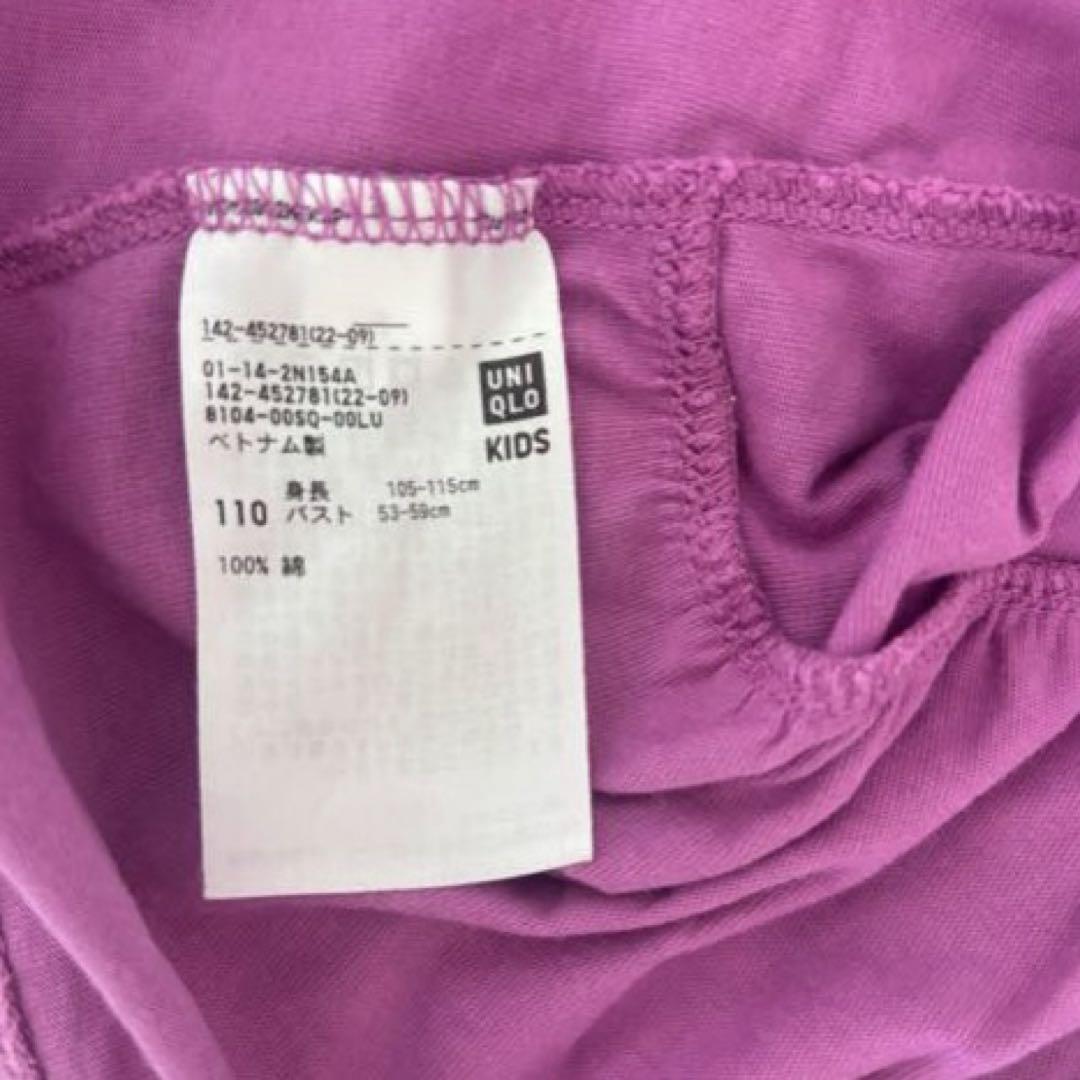 142-452781(22-09)
01-14-2N154A
142-452781(22-09)
8104-00SQ-00LU
ベトナム製
UNI
QLO
KIDS
身長 105-115cm
110 バスト 53-59cm
100% 綿